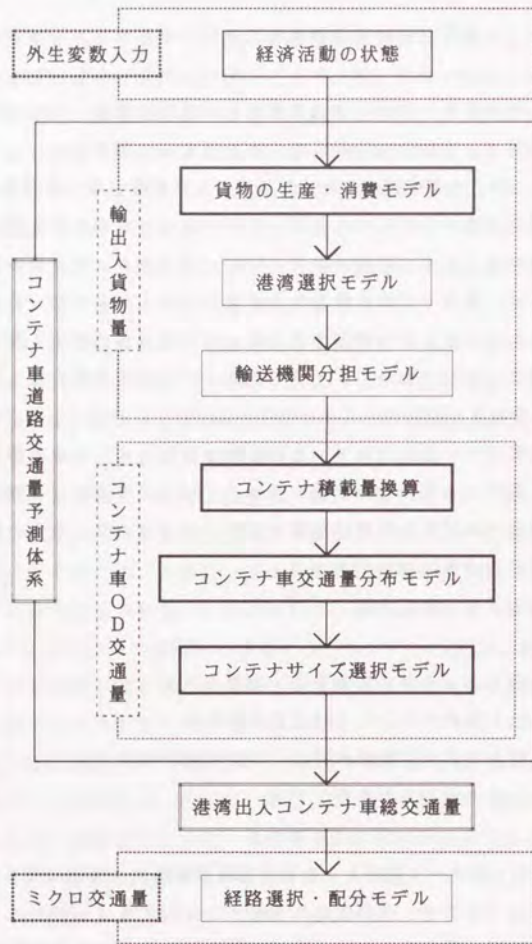 外生変数入力
経済活動の状態
貨物の生産・消費モデル
輸出入貨物量
港湾選択モデル
輸送機関分担モデル
コンテナ車道路交通量予測体系
コンテナ積載量換算
コンテナ車OD交通量
コンテナ車交通量分布モデル
コンテナサイズ選択モデル
港湾出入コンテナ車総交通量
ミクロ交通量
経路選択・配分モデル